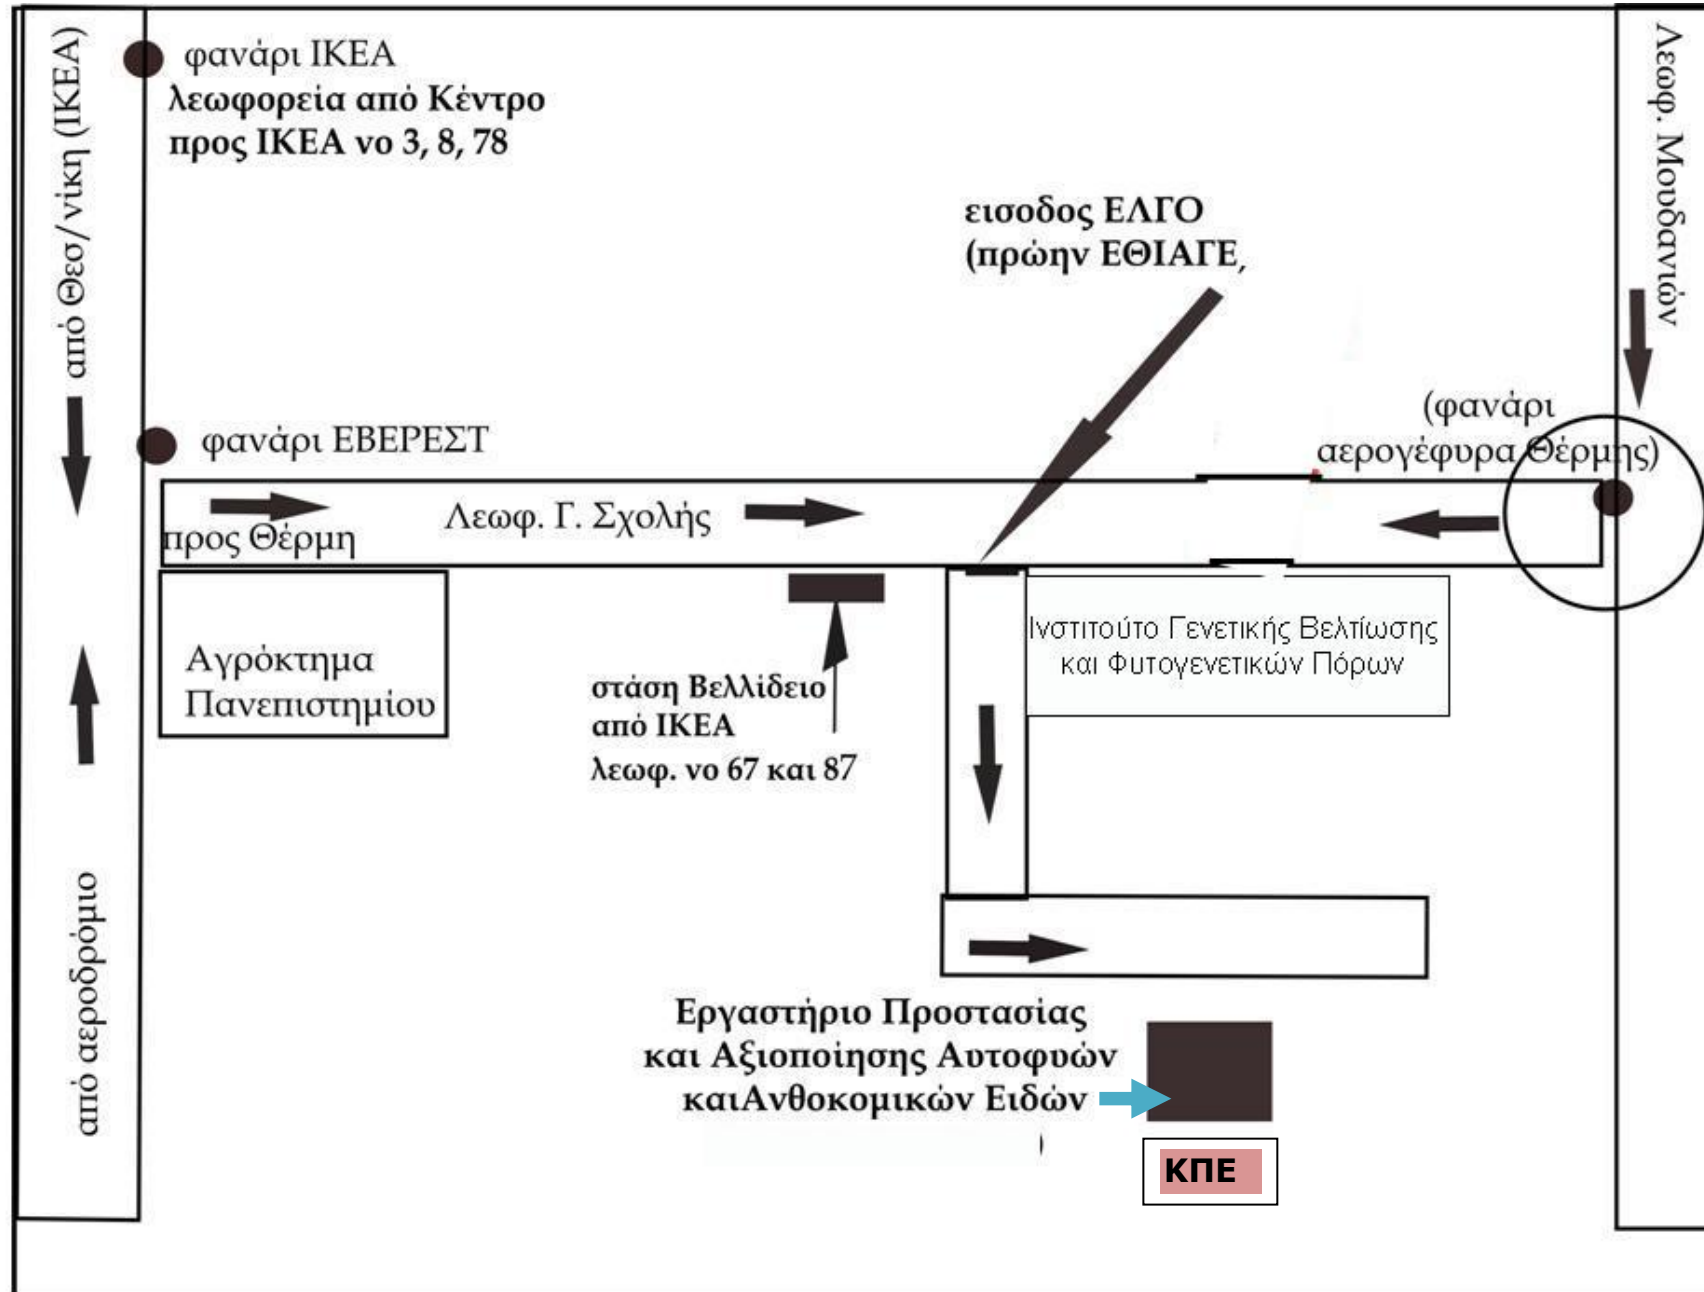 φανάρι ΙΚΕΑ
λεωφορεία από Κέντρο
προς ΙΚΕΑ νο 3, 8, 78
από Θεσ/νίκη (ΙΚΕΑ)
Λεωφ. Μουδανιών
εισοδος ΕΛΓΟ
(πρώην ΕΘΙΑΓΕ,
(φανάρι
αερογέφυρα Θέρμης)
φανάρι ΕΒΕΡΕΣΤ
Λεωφ. Γ. Σχολής
προς Θέρμη
Αγρόκτημα
Πανεπιστημίου
στάση Βελλίδειο
από ΙΚΕΑ
λεωφ. νο 67 και 87
Ινστιτούτο Γενετικής Βελτίωσης
και Φυτογενετικών Πόρων
από αεροδρόμιο
Εργαστήριο Προστασίας
και Αξιοποίησης Αυτοφυών
καιΑνθοκομικών Ειδών
)
ΚΠΕ